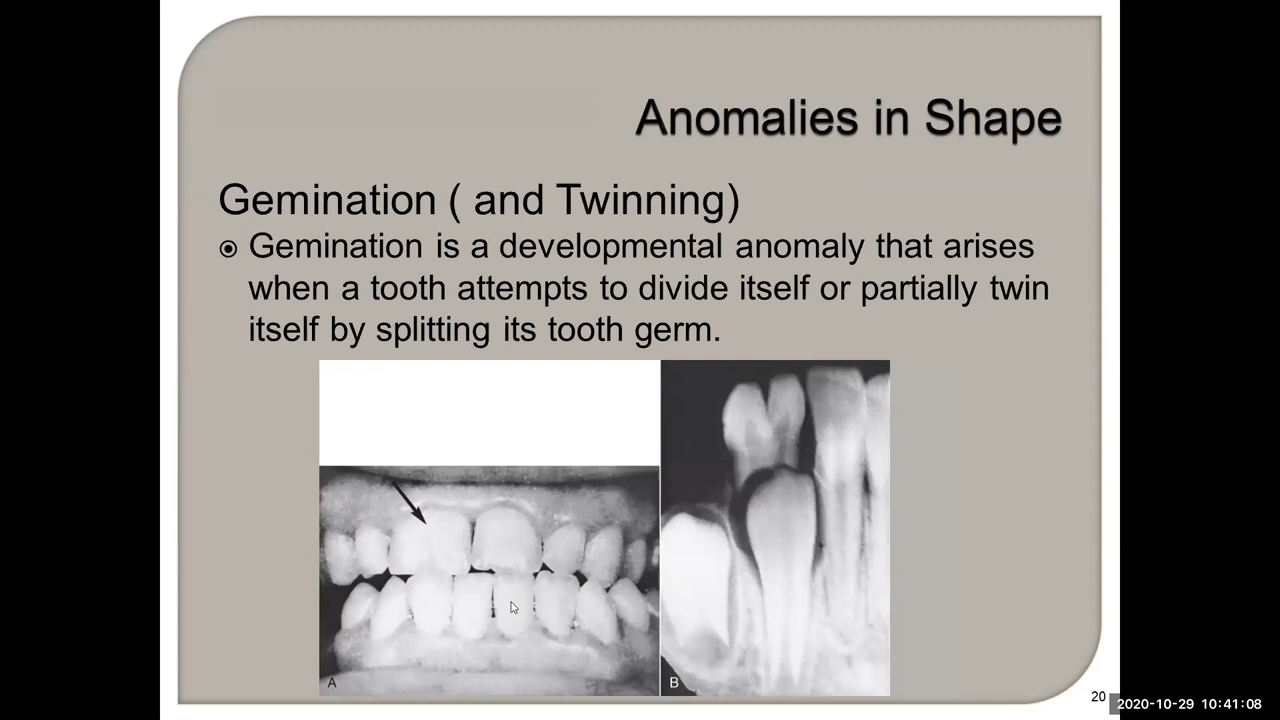 Anomalies in Shape
Gemination ( and Twinning)
Gemination is a developmental anomaly that arises
when a tooth attempts to divide itself or partially twin
itself by splitting its tooth germ.
A
B
20
2020-10-29 10:41:08